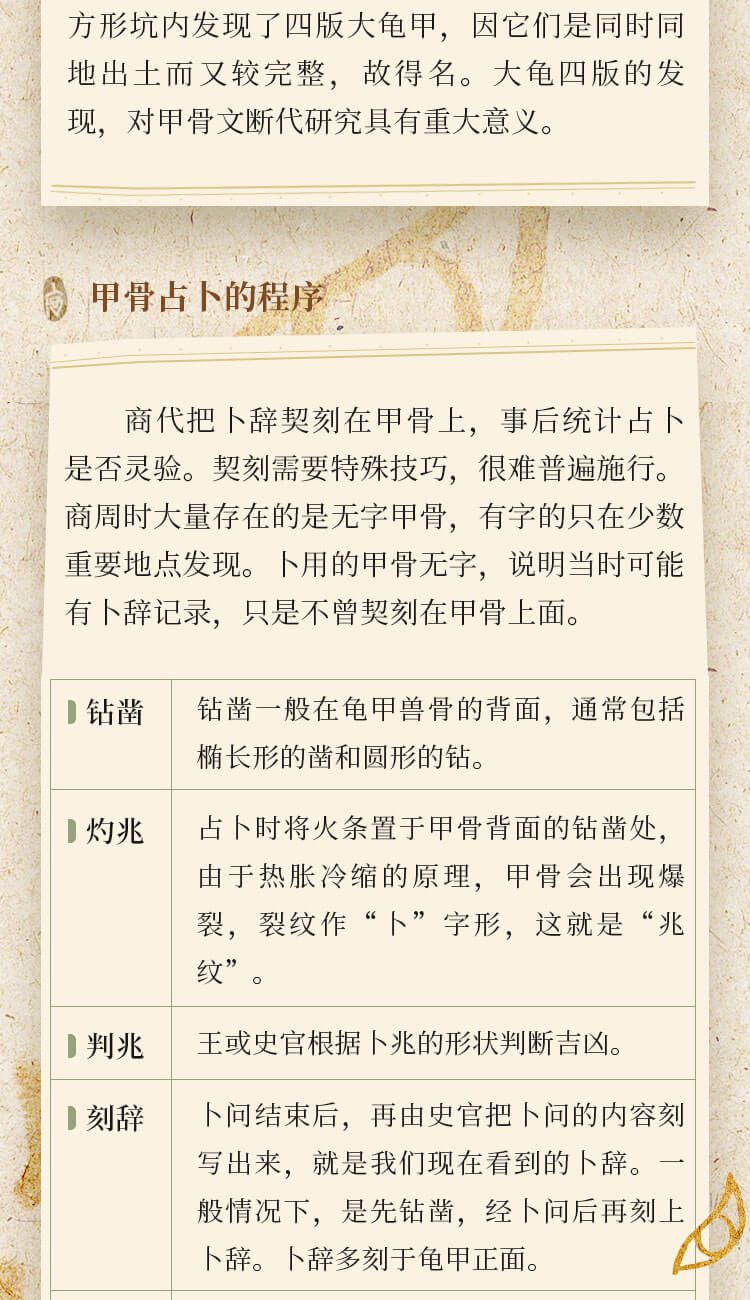 方形坑内发现了四版大龟甲，因它们是同时同
地出土而又较完整，故得名。大龟四版的发
现，对甲骨文断代研究具有重大意义。
甲骨占卜的程序
商代把卜辞契刻在甲骨上，事后统计占卜
是否灵验。契刻需要特殊技巧，很难普遍施行。
商周时大量存在的是无字甲骨，有字的只在少数
重要地点发现。卜用的甲骨无字，说明当时可能
有卜辞记录，只是不曾契刻在甲骨上面。
钻凿
钻凿一般在龟甲兽骨的背面，通常包括
椭长形的凿和圆形的钻。
灼兆
占卜时将火条置于甲骨背面的钻凿处，
由于热胀冷缩的原理，甲骨会出现爆
裂，裂纹作“卜”字形，这就是“兆
纹”。
判兆
王或史官根据卜兆的形状判断吉凶。
刻辞
卜问结束后，再由史官把卜问的内容刻
写出来，就是我们现在看到的卜辞。一
般情况下，是先钻凿，经卜问后再刻上
卜辞。卜辞多刻于龟甲正面。